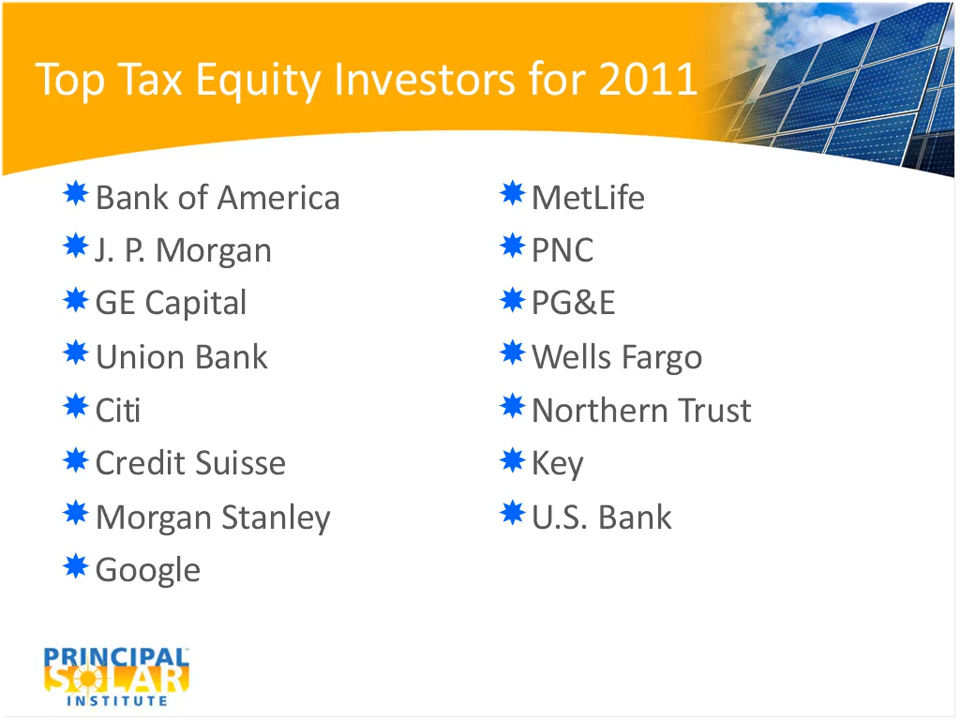 Top Tax Equity Investors for 2011
Bank of America
J. P. Morgan
GE Capital
Union Bank
Citi
Credit Suisse
Morgan Stanley
Google
MetLife
PNC
PG&E
Wells Fargo
Northern Trust
Key
U.S. Bank
PRINCIPAL
SOLAR
INSTITUTE